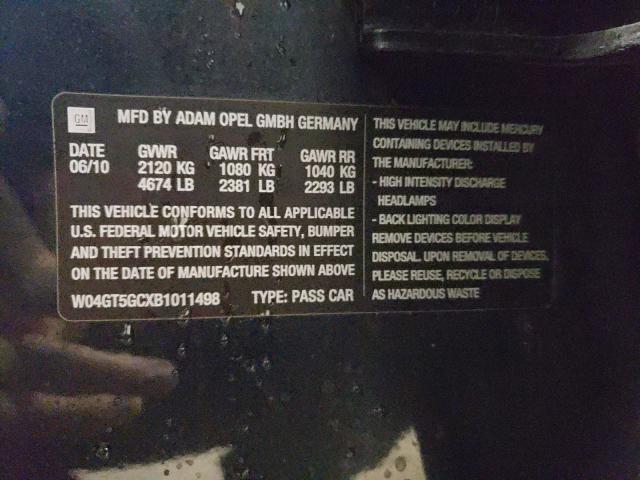 GM
MFD BY ADAM OPEL GMBH GERMANY
DATE GVWR GAWR FRT GAWR RR
06/10 2120 KG 1080 KG 1040 KG
4674 LB 2381 LB 2293 LB
THIS VEHICLE CONFORMS TO ALL APPLICABLE
U.S. FEDERAL MOTOR VEHICLE SAFETY, BUMPER
AND THEFT PREVENTION STANDARDS IN EFFECT
ON THE DATE OF MANUFACTURE SHOWN ABOVE
W04GT5GCXB1011498 TYPE: PASS CAR
THIS VEHICLE MAY INCLUDE MERCURY
CONTAINING DEVICES INSTALLED BY
THE MANUFACTURER:
- HIGH INTENSITY DISCHARGE
HEADLAMPS
- BACK LIGHTING COLOR DISPLAY
REMOVE DEVICES BEFORE VEHICLE
DISPOSAL. UPON REMOVAL OF DEVICES,
PLEASE REUSE, RECYCLE OR DISPOSE
AS HAZARDOUS WASTE